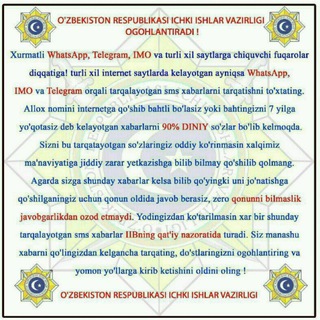 O'ZBEKISTON RESPUBLIKASI ICHKI ISHLAR VAZIRLIGI
OGOHLANTIRADI !
Xurmatli WhatsApp, Telegram, IMO va turli xil saytlarga chiquvchi fuqarolar
diqqatiga! turli xil internet saytlarda kelayotgan ayniqsa WhatsApp,
IMO va Telegram orqali tarqalayotgan sms xabarlarni tarqatishni to'xtating.
Allox nomini internetga qo'shib bahtli bo'lasiz yoki bahtingizni 7 yilga
yo'qotasiz deb kelayotgan xabarlarni 90% DINIY so'zlar bo'lib kelmoqda.
Sizni bu tarqatayotgan so'zlaringiz oddiy ko'rinmasin xalqimiz
ma'naviyatiga jiddiy zarar yetkazishga bilib bilmay qo'shilib qolmang.
Agarda sizga shunday xabarlar kelsa bilib qo'yingki uni jo'natishga
qo'shilganingiz uchun qonun oldida javob berasiz, zero qonunni bilmaslik
javobgarlikdan ozod etmaydi. Yodingizdan ko'tarilmasin xar bir shunday
tarqalayotgan sms xabarlar IIBning qat'iy nazoratida turadi. Siz manashu
xabarni qo'lingizdan kelgancha tarqating, do'stlaringizni ogohlantiring va
yomon yo'llarga kirib ketishini oldini oling !
O'ZBEKISTON RESPUBLIKASI ICHKI ISHLAR VAZIRLIGI